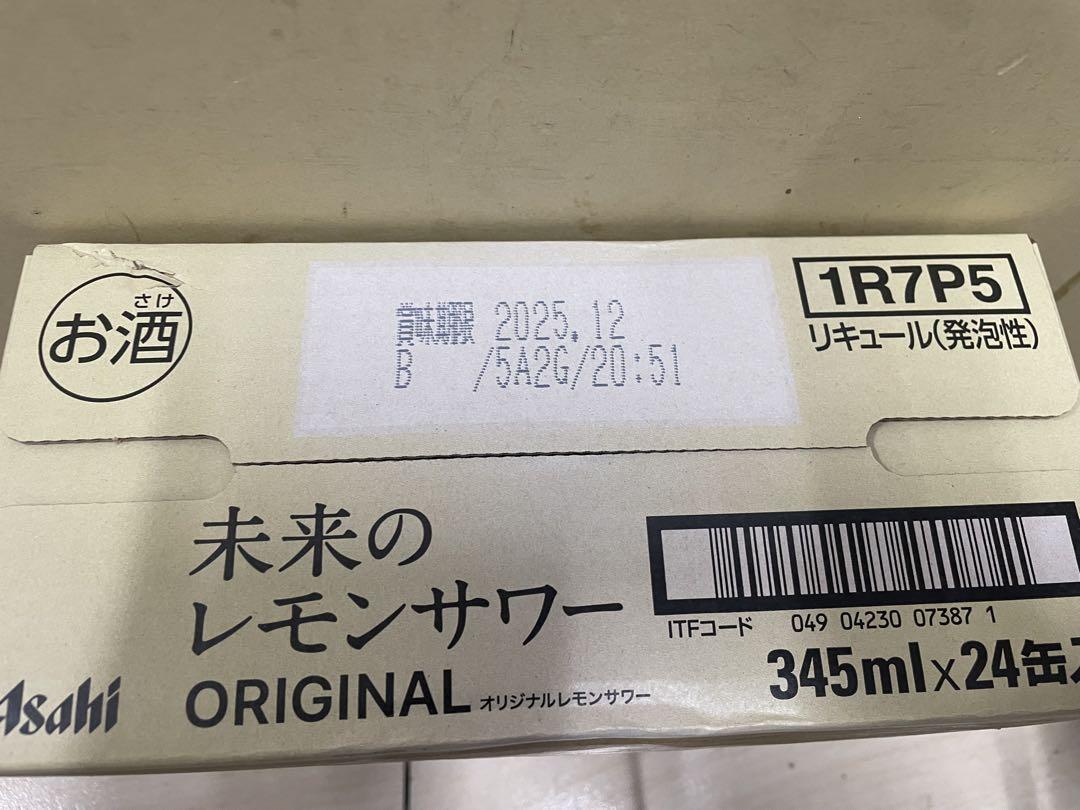 さけ
お酒
賞味期限 2025.12
B /5A2G/20:51
1R7P5
リキュール(発泡性)
未来の
レモンサワー
ORIGINAL オリジナルレモンサワー
Asahi
ITFコード 049 04230 07387 1
345ml×24缶入